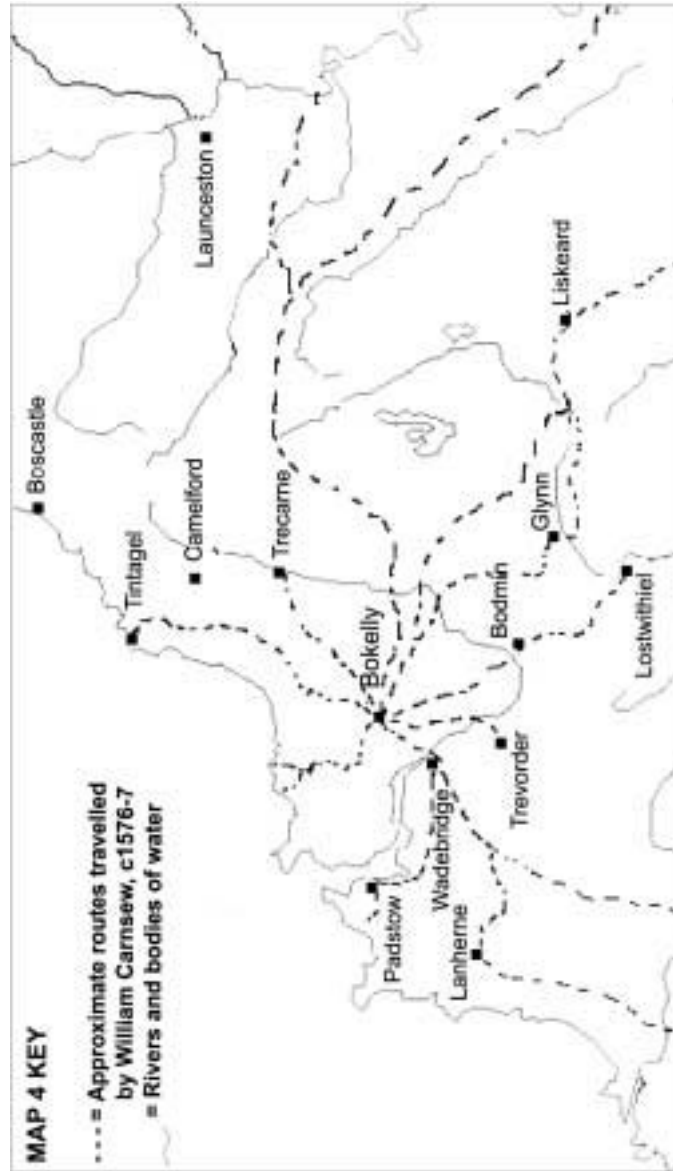 MAP 4 KEY
- - - = Approximate routes travelled
by William Carnsew, c1576-7
= Rivers and bodies of water
Boscastle
Tintagel
Camelford
Launceston
Trecarne
Bokelly
Padstow
Wadebridge
Lanherne
Trevorder
Bodmin
Glynn
Liskeard
Lostwithiel